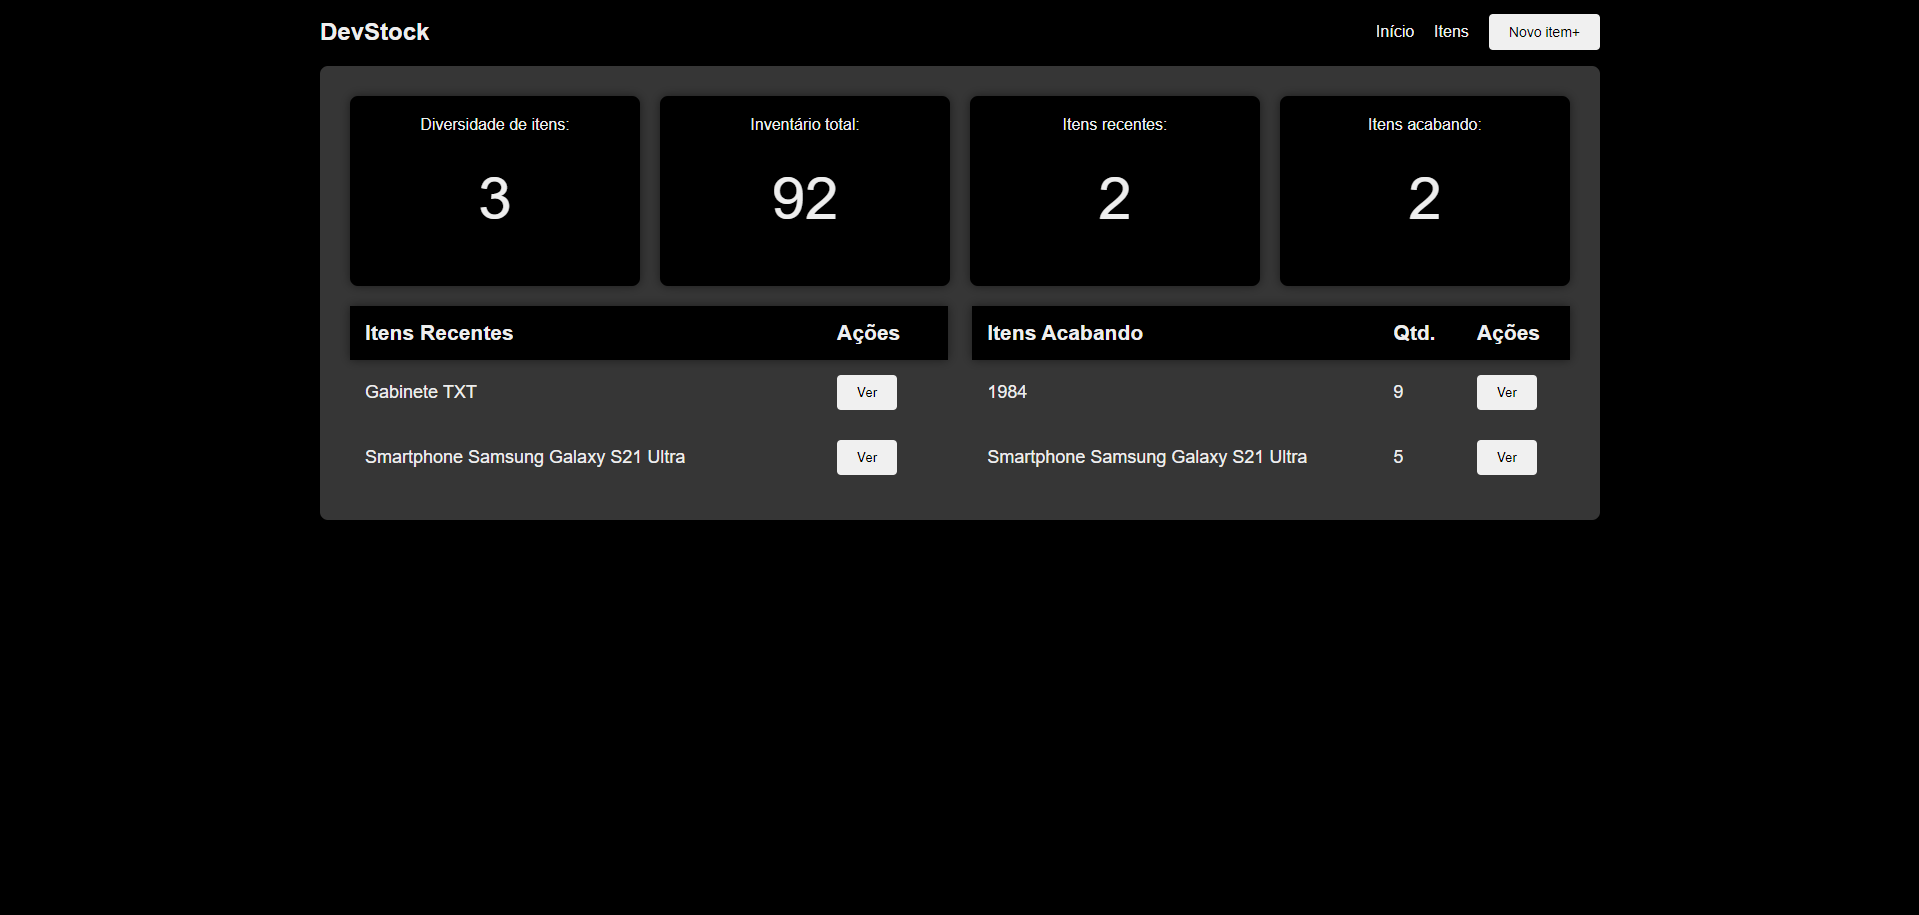 DevStock
Início Itens Novo item+
Diversidade de itens:
3
Inventário total:
92
Itens recentes:
2
Itens acabando:
2
Itens Recentes Ações
Gabinete TXT Ver
Smartphone Samsung Galaxy S21 Ultra Ver
Itens Acabando Qtd. Ações
1984 9 Ver
Smartphone Samsung Galaxy S21 Ultra 5 Ver